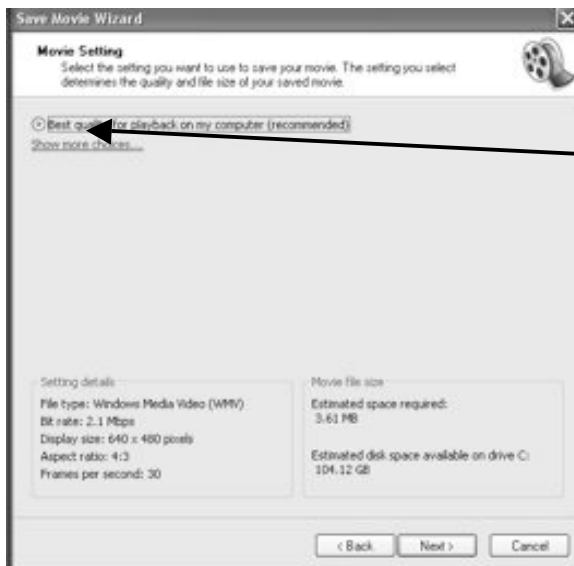 Save Movie Wizard
Movie Setting
Select the setting you want to use to save your movie. The setting you select
determines the quality and file size of your saved movie.
Best quality for playback on my computer (recommended)
Show more choices...
Setting details
File type: Windows Media Video (WMV)
Bit rate: 2.1 Mbps
Display size: 640 x 480 pixels
Aspect ratio: 4:3
Frames per second: 30
Movie file size
Estimated space required:
3.61 MB
Estimated disk space available on drive C:
104.12 GB
< Back
Next >
Cancel